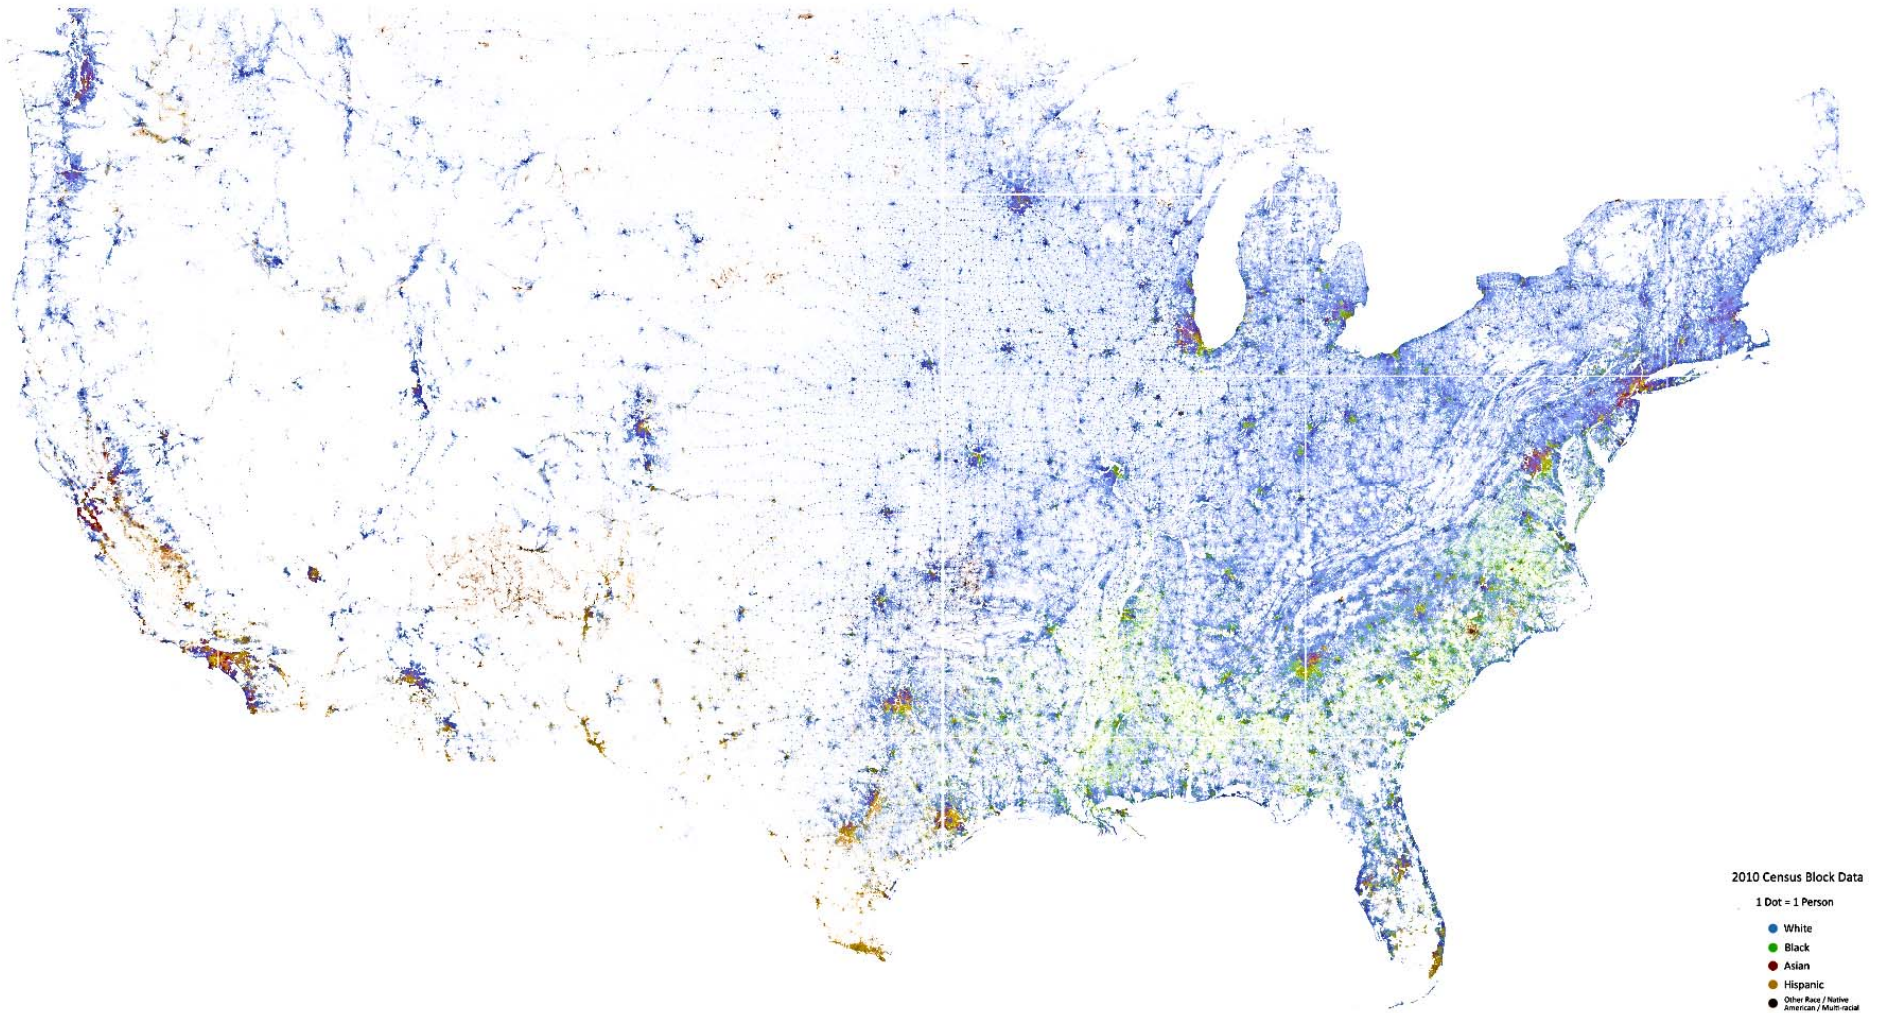 2010 Census Block Data
1 Dot = 1 Person
White
Black
Asian
Hispanic
Other Race / Native
American / Multi-racial